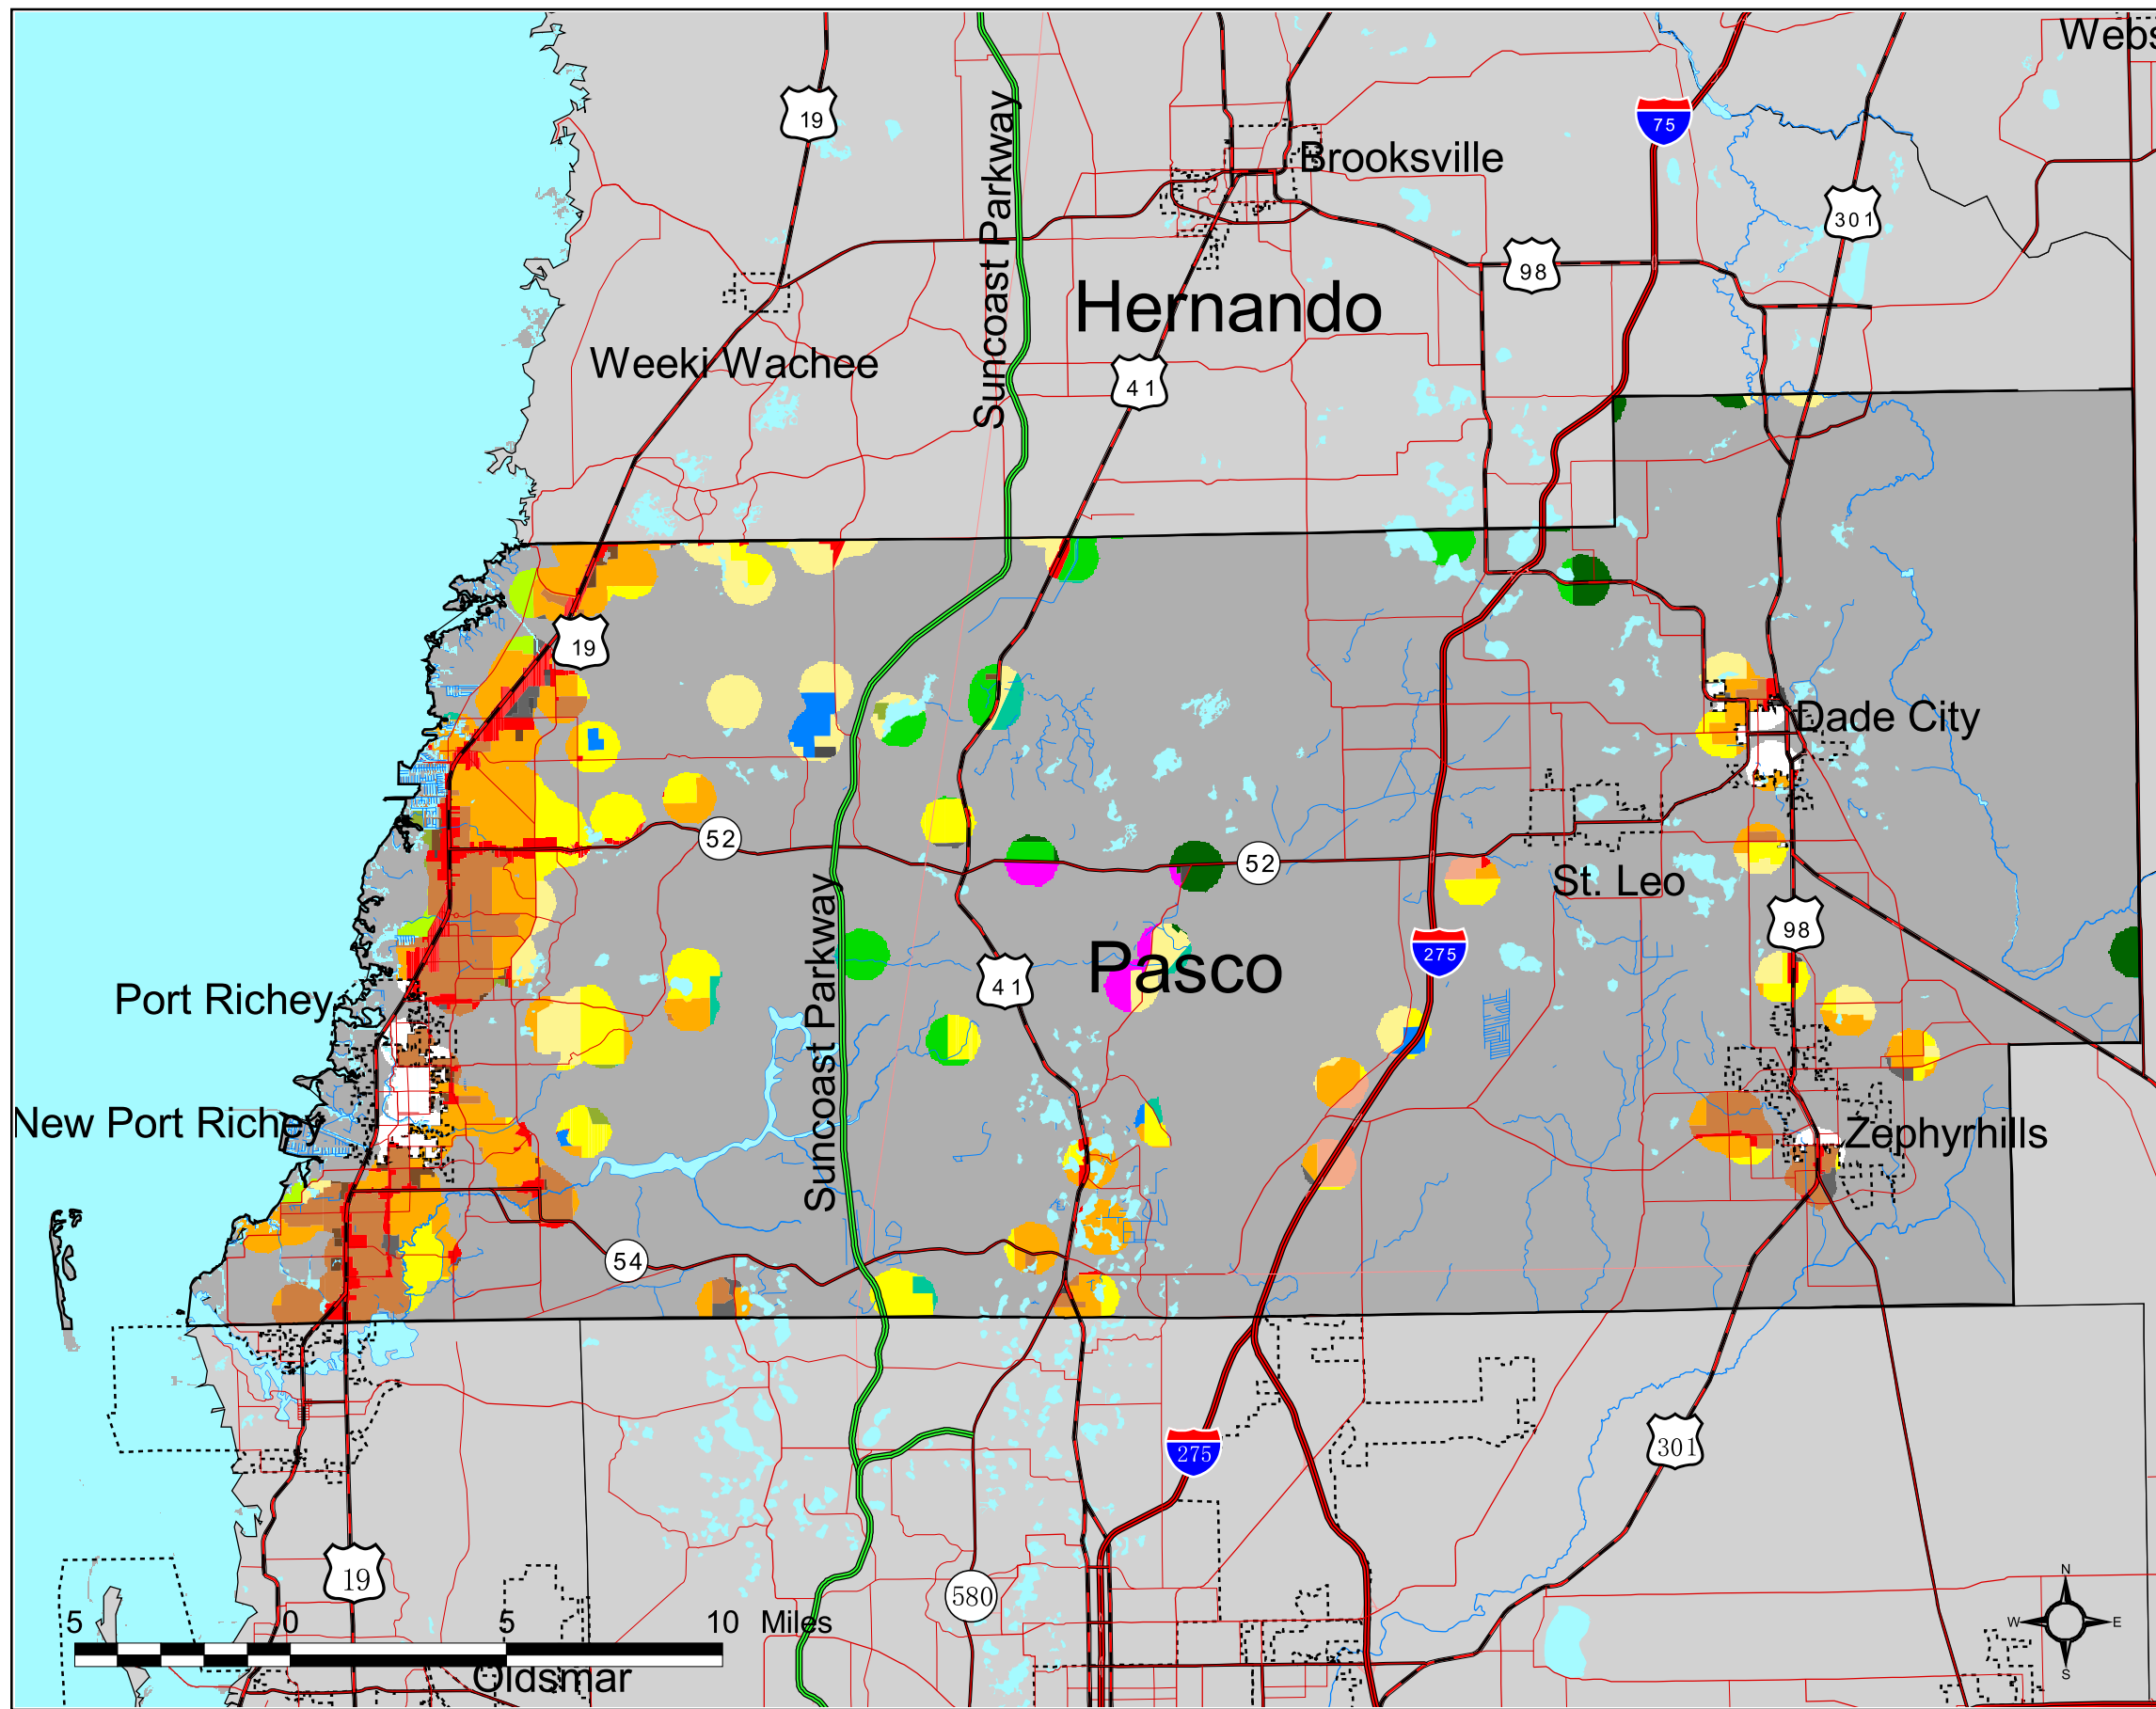 Webs
19
75
Brooksville
301
Suncoast Parkway
98
Hernando
Weeki Wachee
41
19
Dade City
52
52
St. Leo
98
275
Pasco
41
Port Richey
Suncoast Parkway
New Port Richey
Zephyrhills
54
301
275
19
580
N
W
E
S
5
0
5
10
Miles
Oldsmar